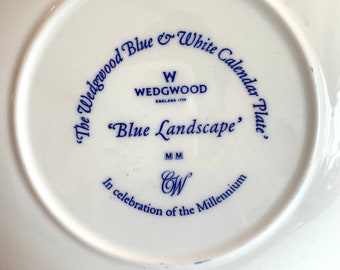 'The Wedgwood Blue & White Calendar Plate'
W
WEDGWOOD
ENGLAND 1759
'Blue Landscape'
MM
CW
In celebration of the Millennium